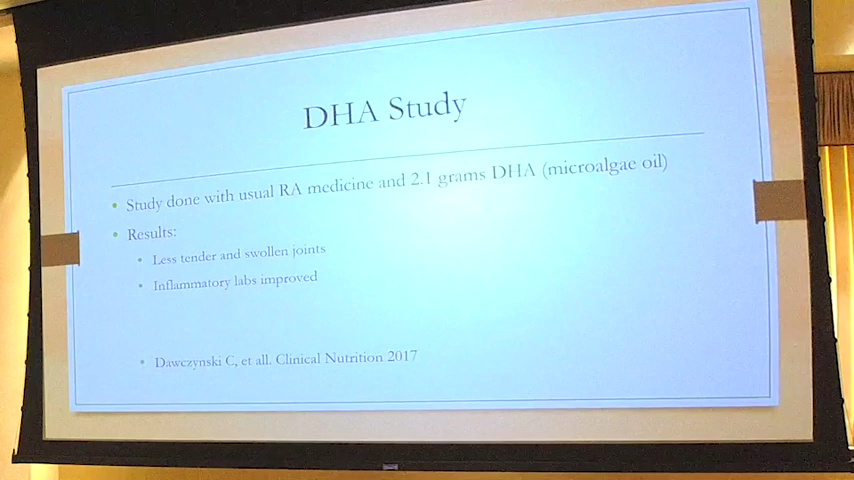 DHA Study
• Study done with usual RA medicine and 2.1 grams DHA (microalgae oil)
• Results:
• Less tender and swollen joints
• Inflammatory labs improved
• Dawczynski C, et all. Clinical Nutrition 2017